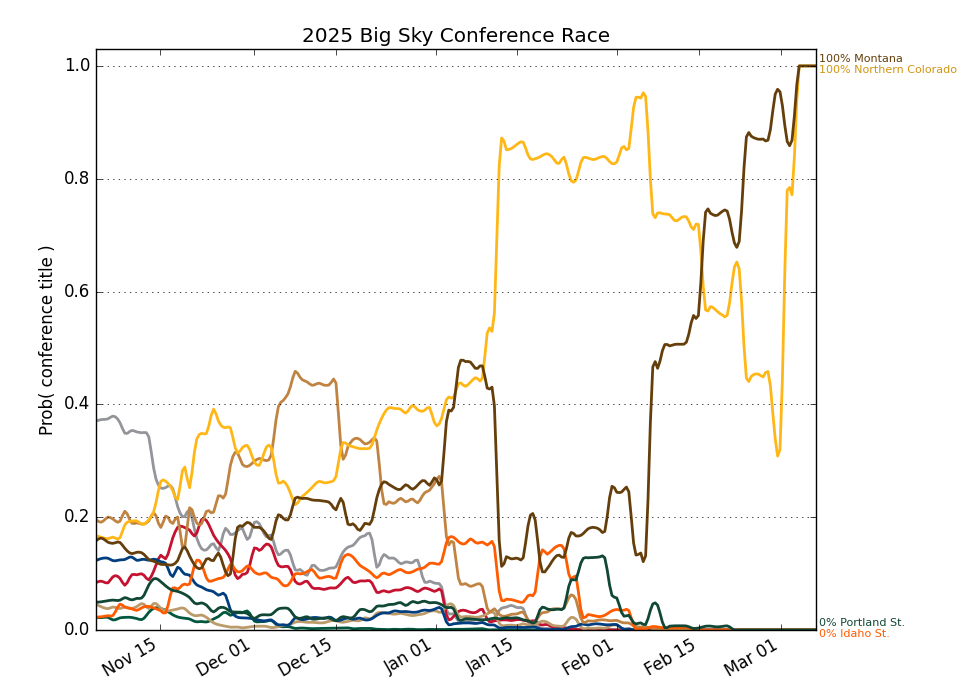 2025 Big Sky Conference Race
Prob( conference title )
1.0
0.8
0.6
0.4
0.2
0.0
Nov 15
Dec 01
Dec 15
Jan 01
Jan 15
Feb 01
Feb 15
Mar 01
100% Montana
100% Northern Colorado
0% Portland St.
0% Idaho St.